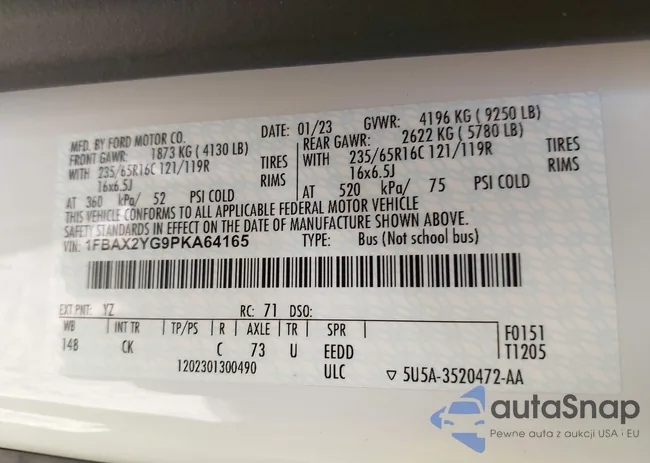 MFD. BY FORD MOTOR CO.
DATE: 01/23
GVWR: 4196 KG ( 9250 LB)
FRONT GAWR: 1873 KG ( 4130 LB)
REAR GAWR: 2622 KG ( 5780 LB)
WITH 235/65R16C 121/119R TIRES
WITH 235/65R16C 121/119R TIRES
16x6.5J RIMS
16x6.5J RIMS
AT 360 kPa/ 52 PSI COLD
AT 520 kPa/ 75 PSI COLD
THIS VEHICLE CONFORMS TO ALL APPLICABLE FEDERAL MOTOR VEHICLE
SAFETY STANDARDS IN EFFECT ON THE DATE OF MANUFACTURE SHOWN ABOVE.
VIN: 1FBAX2YG9PKA64165
TYPE: Bus (Not school bus)
EXT PNT: YZ RC: 71 DSO:
WB INT TR TP/PS R AXLE TR SPR
148 CK C 73 U EEDD
F0151
T1205
1202301300490 ULC
▽ 5U5A-3520472-AA
autaSnap
Pewne auta z aukcji USA i EU